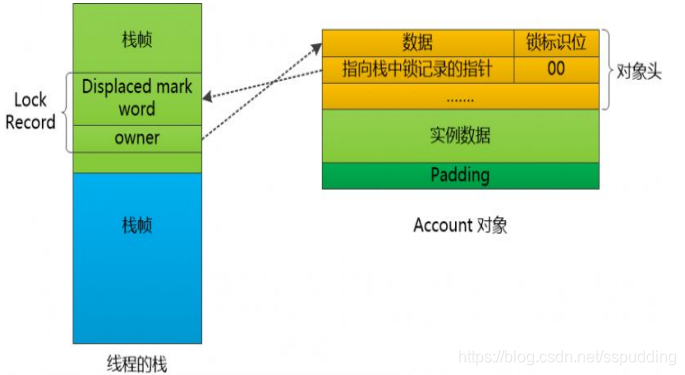 栈帧
Lock
Record
Displaced mark
word
owner
栈帧
线程的栈
数据 锁标识位
指向栈中锁记录的指针 00
.......
对象头
实例数据
Padding
Account 对象
https://blog.csdn.net/sspudding